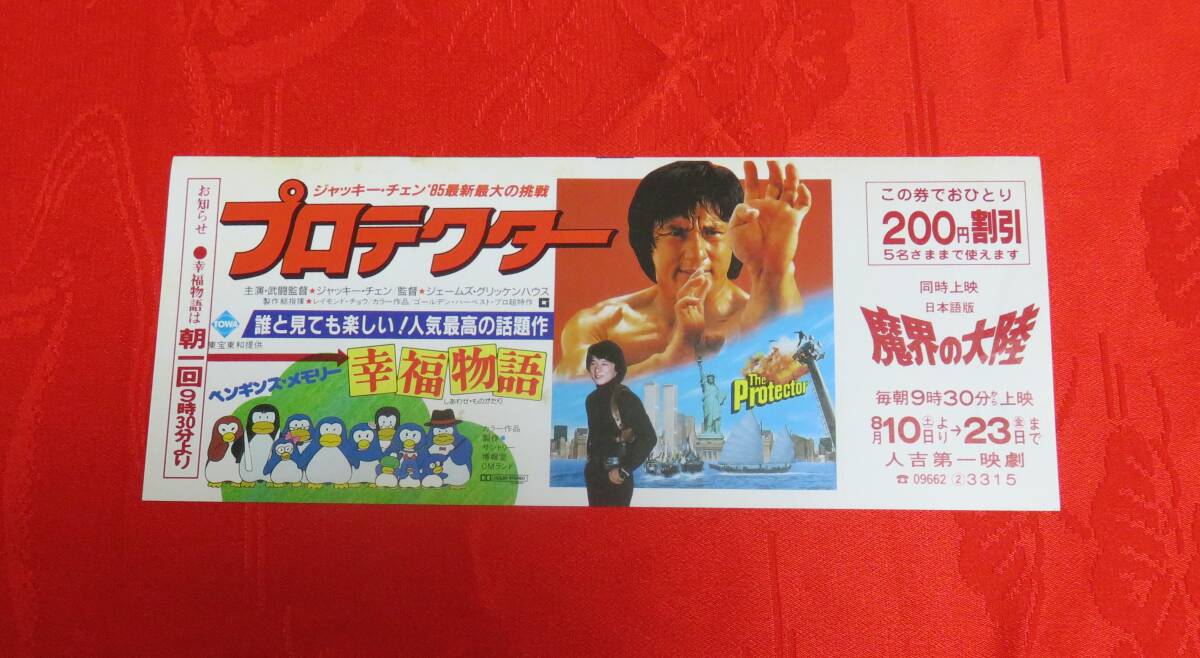 お知らせ ●幸福物語は朝一回9時30分より
ジャッキー・チェン'85最新最大の挑戦
プロテクター
主演・武闘監督★ジャッキー・チェン/監督★ジェームズ・グリッケンハウス
製作総指揮★レイモンド・チョウ/カラー作品/ゴールデン・ハーベスト・プロ超特作
TOWA
東宝東和提供
誰と見ても楽しい!人気最高の話題作
ペンギンズ・メモリー
幸福物語
しあわせ・ものがたり
カラー作品
製作●
サントリー
博報堂
CMランド
DOLBY STEREO
The
Protector
この券でおひとり
200円割引
5名さままで使えます
同時上映
日本語版
魔界の大陸
毎朝9時30分から上映
8月10日土より→23日金まで
人吉第一映劇
☎09662②3315